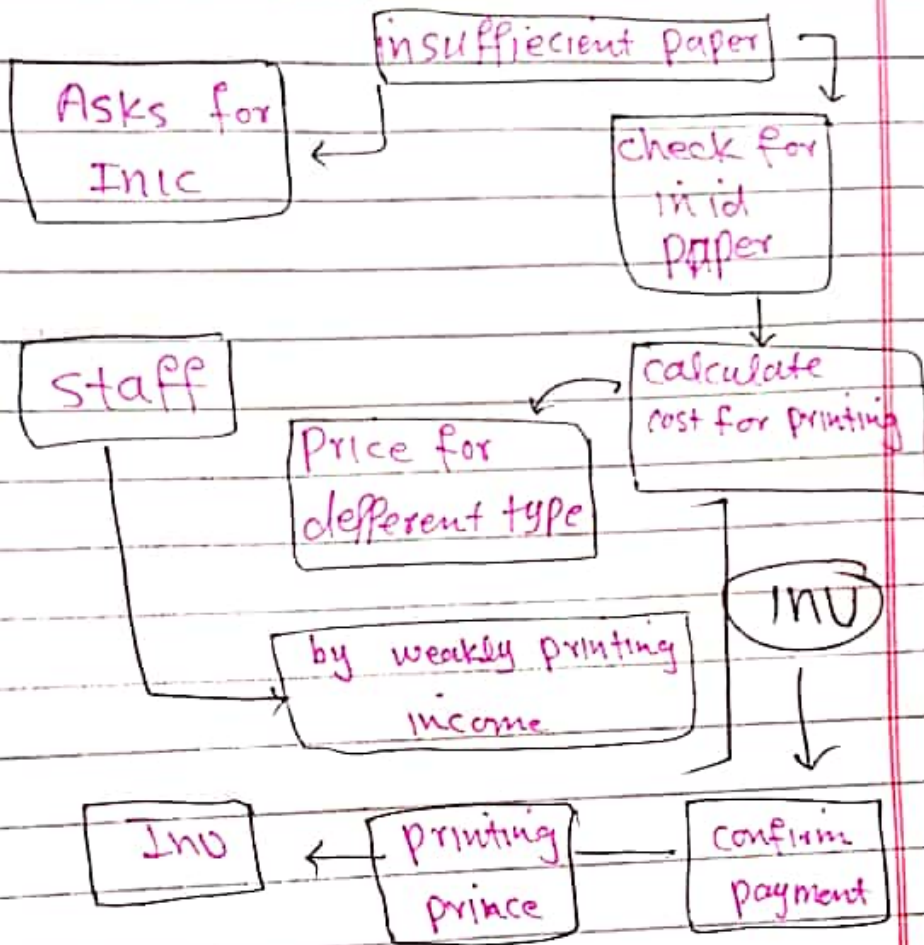 insuffiecient paper
Asks for
Inic
check for
in id
paper
staff
calculate
cost for printing
Price for
defferent type
INU
by weakly printing
income
Inu
printing
prince
confirm
payment